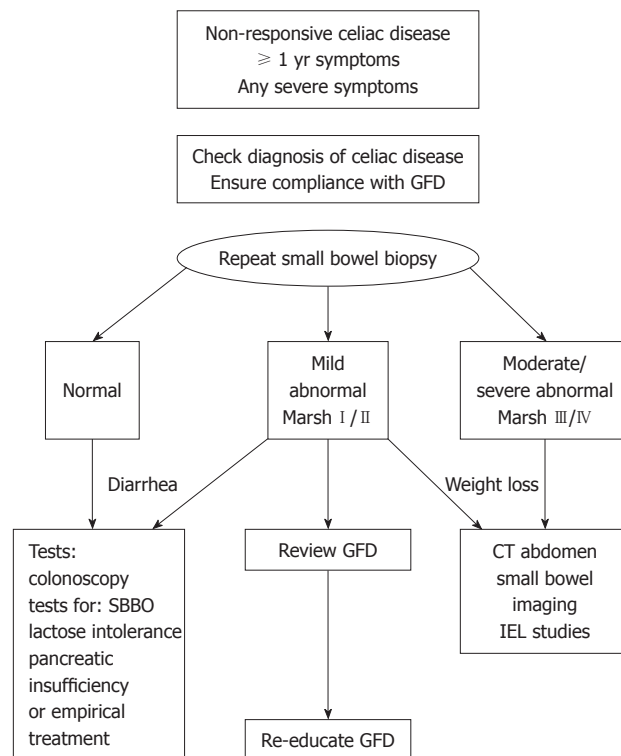 Non-responsive celiac disease
≥ 1 yr symptoms
Any severe symptoms
Check diagnosis of celiac disease
Ensure compliance with GFD
Repeat small bowel biopsy
Normal
Mild
abnormal
Marsh Ⅰ/Ⅱ
Moderate/
severe abnormal
Marsh Ⅲ/Ⅳ
Diarrhea
Weight loss
Tests:
colonoscopy
tests for: SBBO
lactose intolerance
pancreatic
insufficiency
or empirical
treatment
Review GFD
CT abdomen
small bowel
imaging
IEL studies
Re-educate GFD